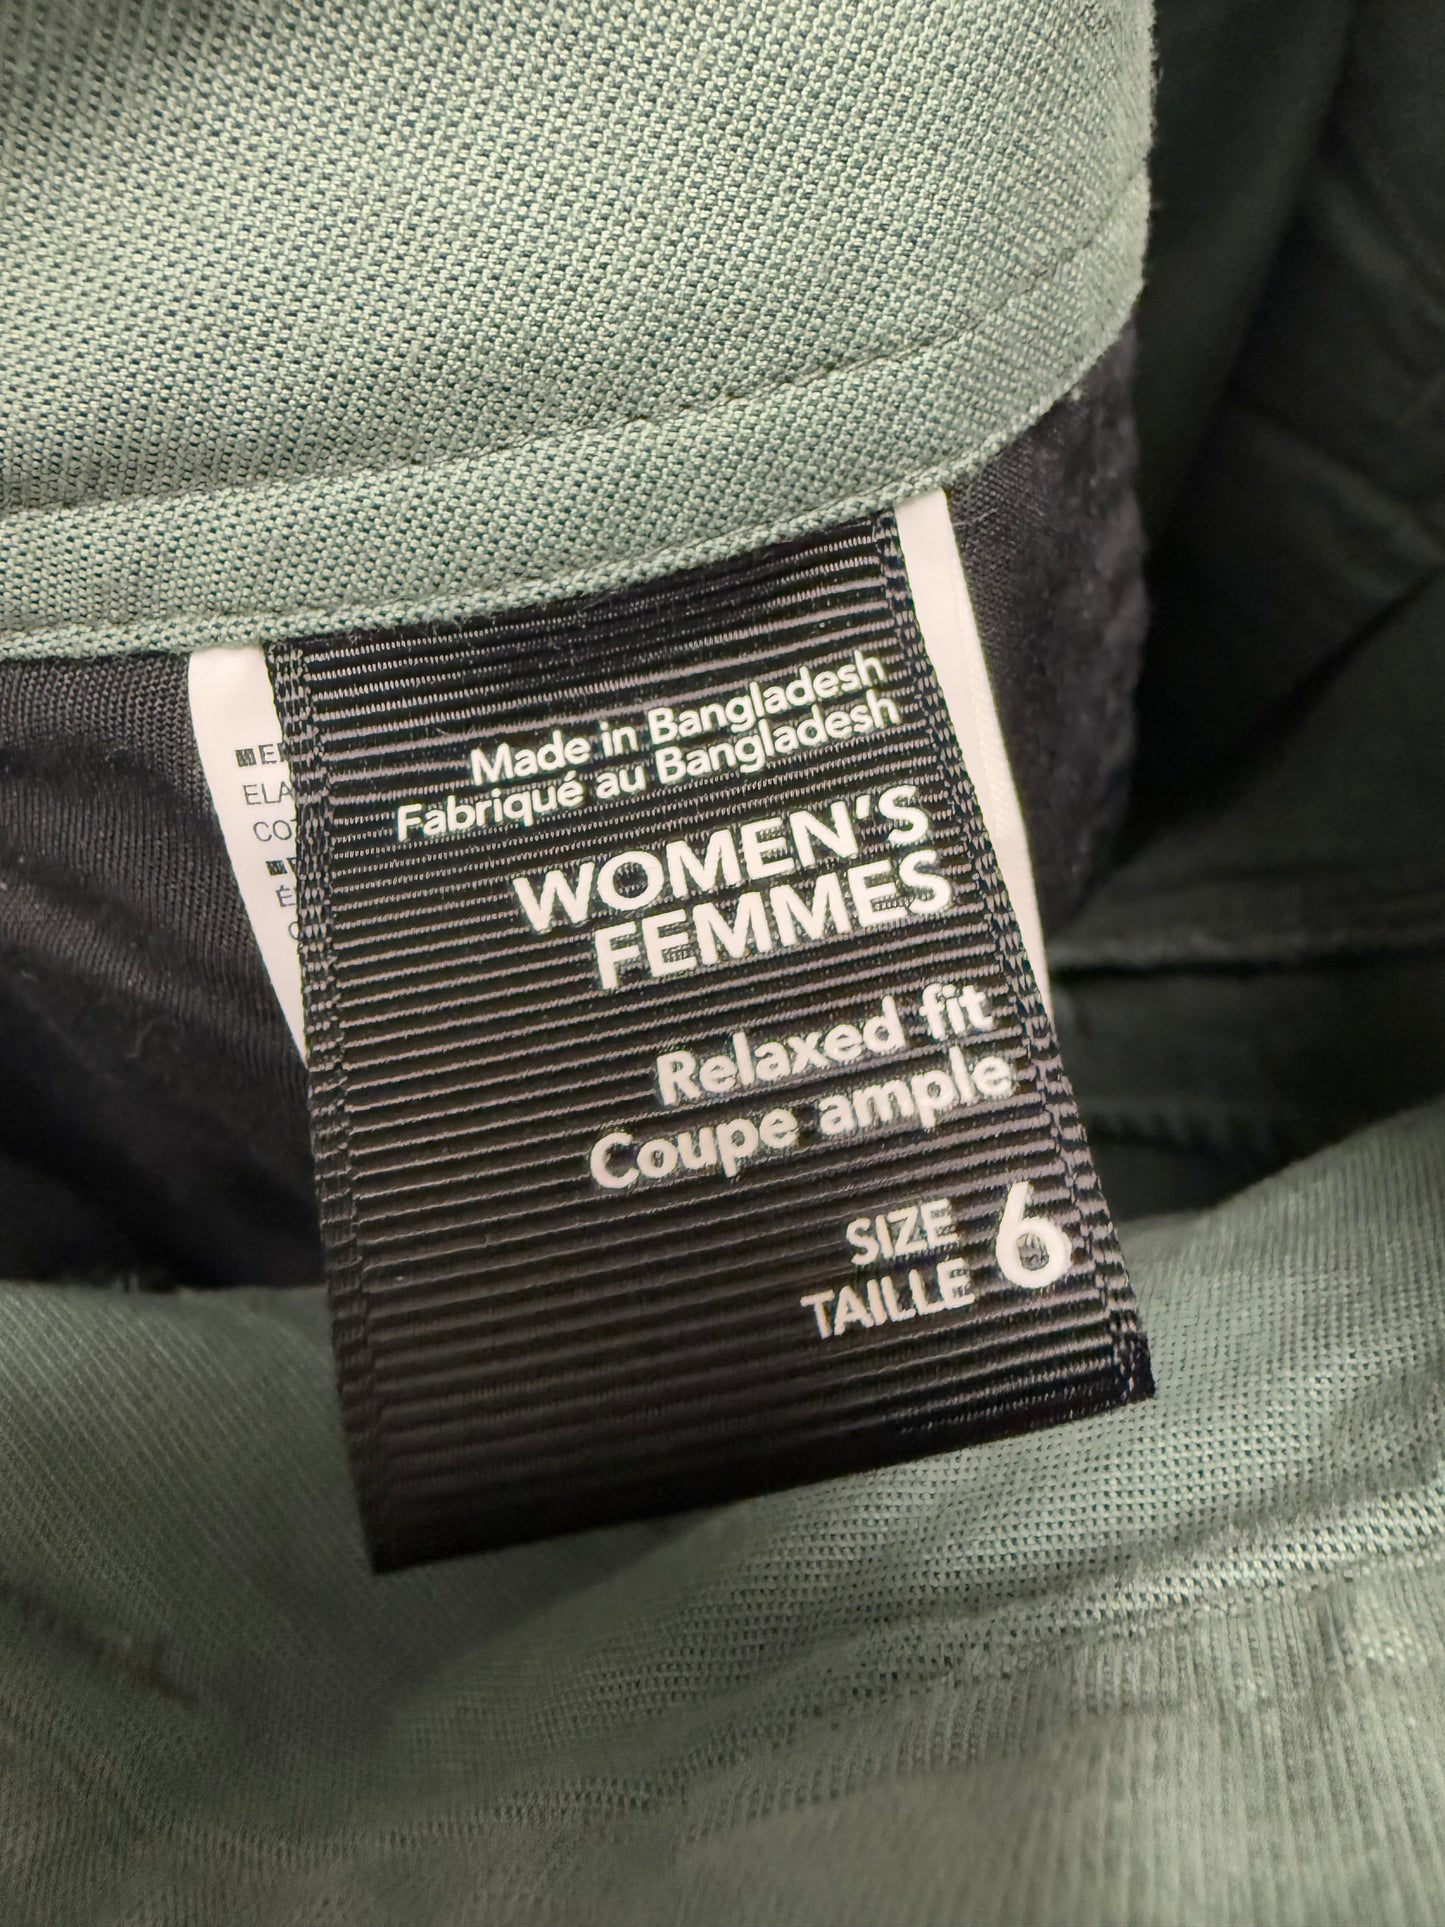 Made in Bangladesh
Fabriqué au Bangladesh
WOMEN'S
FEMMES
Relaxed fit
Coupe ample
SIZE 6
TAILLE